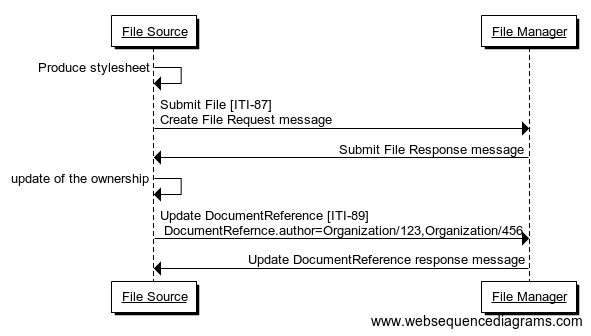 File Source
File Manager
Produce stylesheet
Submit File [ITI-87]
Create File Request message
Submit File Response message
update of the ownership
Update DocumentReference [ITI-89]
DocumentRefernce.author=Organization/123,Organization/456
Update DocumentReference response message
File Source
File Manager
www.websequencediagrams.com